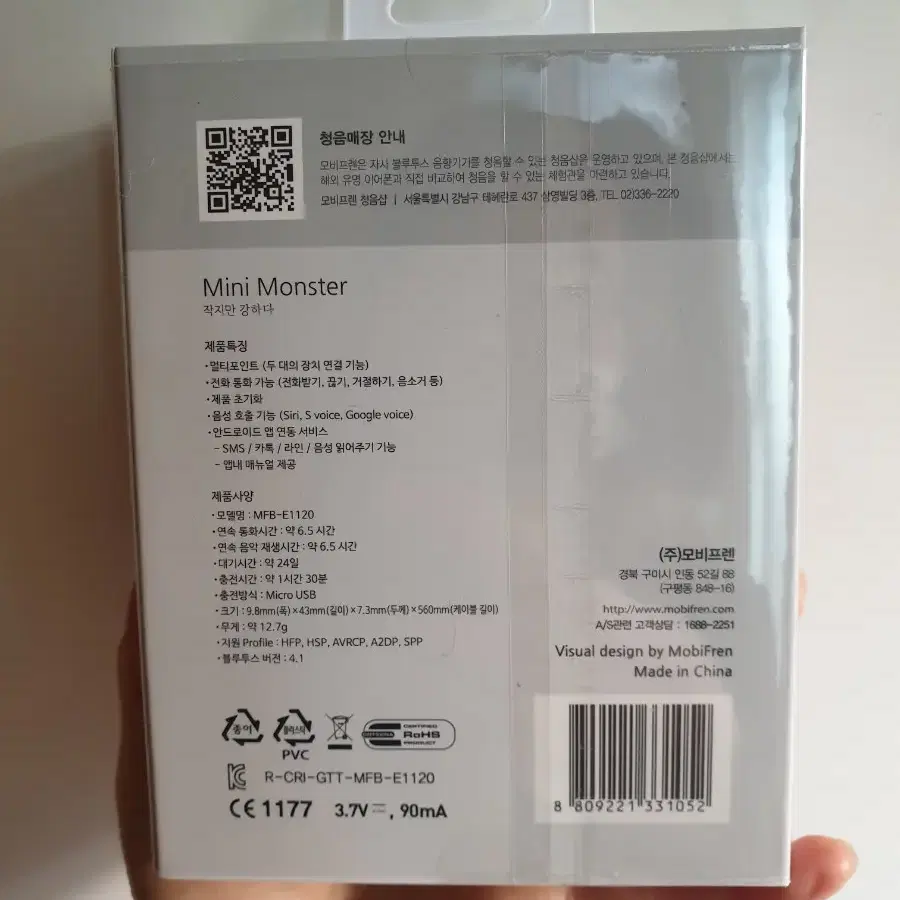 청음매장 안내
모비프렌은 자사 블루투스 음향기기를 청음할 수 있는 청음샵을 운영하고 있으며, 본 청음샵에서는
해외 유명 이어폰과 직접 비교하여 청음을 할 수 있는 체험관을 마련하고 있습니다.
모비프렌 청음샵 | 서울특별시 강남구 테헤란로 437 삼영빌딩 3층, TEL 02)336-2220
Mini Monster
작지만 강하다
제품특징
·멀티포인트 (두 대의 장치 연결 기능)
·전화 통화 가능 (전화받기, 끊기, 거절하기, 음소거 등)
·제품 초기화
·음성 호출 기능 (Siri, S voice, Google voice)
·안드로이드 앱 연동 서비스
- SMS / 카톡 / 라인 / 음성 읽어주기 기능
- 앱내 매뉴얼 제공
제품사양
·모델명 : MFB-E1120
·연속 통화시간 : 약 6.5 시간
·연속 음악 재생시간 : 약 6.5 시간
·대기시간 : 약 24일
·충전시간 : 약 1시간 30분
·충전방식 : Micro USB
·크기 : 9.8mm(폭)×43mm(길이)×7.3mm(두께)×560mm(케이블 길이)
·무게 : 약 12.7g
·지원 Profile : HFP, HSP, AVRCP, A2DP, SPP
·블루투스 버전 : 4.1
(주)모비프렌
경북 구미시 인동 52길 88
(구평동 848-16)
http://www.mobifren.com
A/S관련 고객상담 : 1688-2251
Visual design by MobiFren
Made in China
종이
플라스틱
PVC
CERTIFIED
RoHS
PRODUCT
R-CRI-GTT-MFB-E1120
CE 1177 3.7V ⎓, 90mA
8 809221 331052